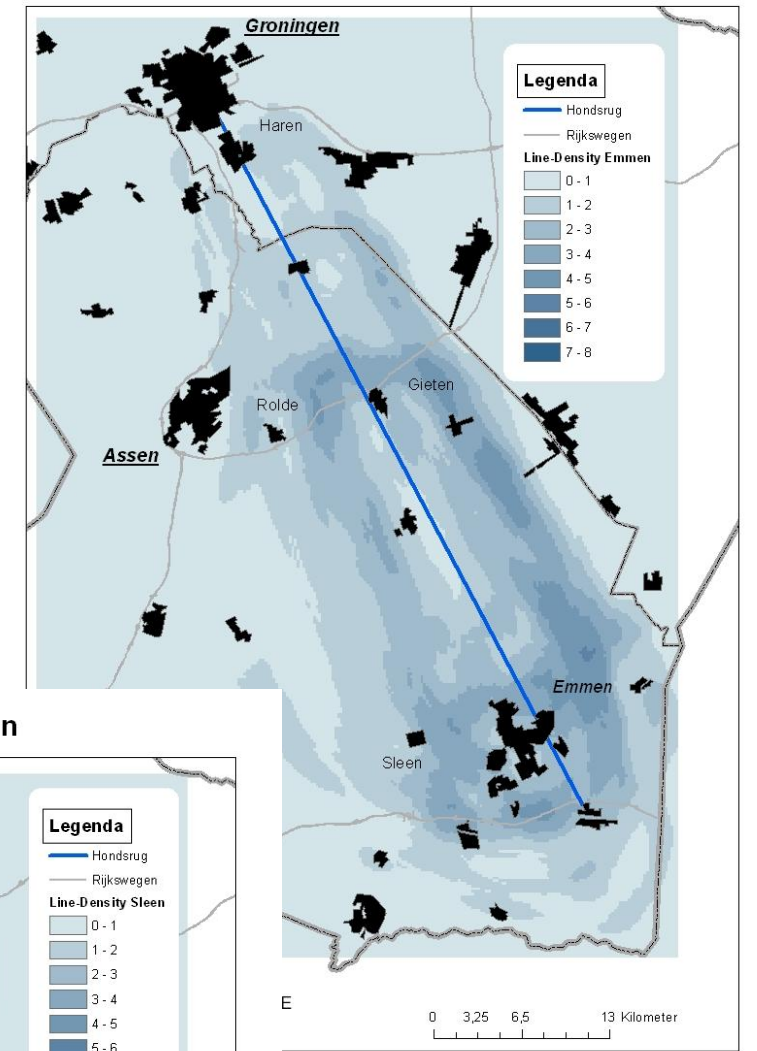 Groningen
Haren
Legenda
Hondsrug
Rijkswegen
Line-Density Emmen
0 - 1
1 - 2
2 - 3
3 - 4
4 - 5
5 - 6
6 - 7
7 - 8
Gieten
Rolde
Assen
Emmen
Sleen
n
Legenda
Hondsrug
Rijkswegen
Line-Density Sleen
0 - 1
1 - 2
2 - 3
3 - 4
4 - 5
5 - 6
E
0 3,25 6,5 13 Kilometer